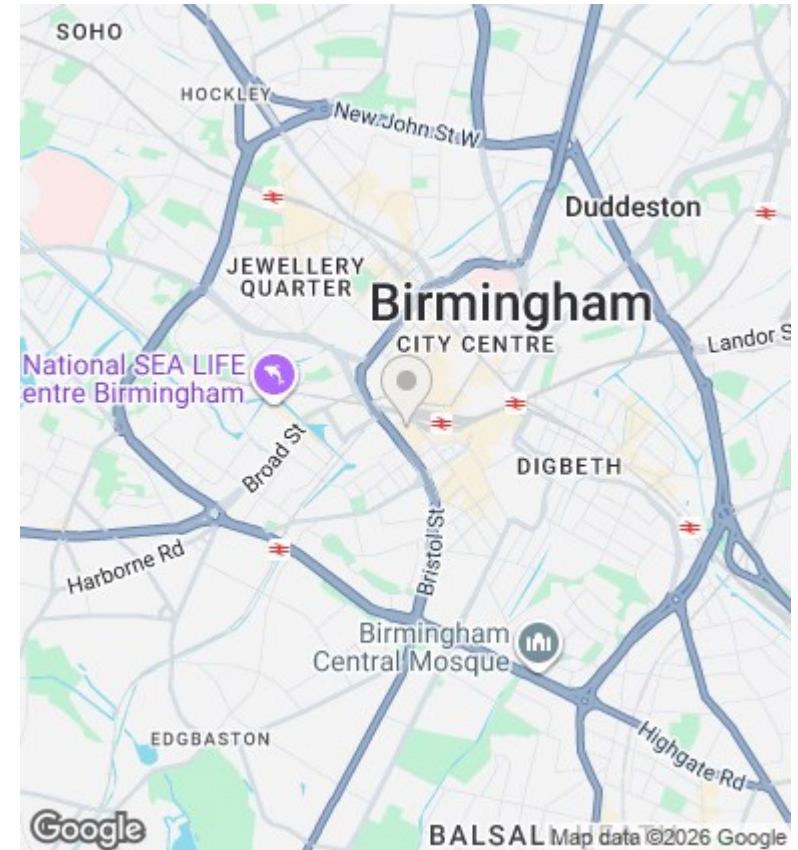 SOHO
HOCKLEY
New John St W
Duddeston
JEWELLERY
QUARTER
Birmingham
CITY CENTRE
Landor S
National SEA LIFE
entre Birmingham
Broad St
DIGBETH
Bristol St
Harborne Rd
Birmingham
Central Mosque
EDGBASTON
Highgate Rd
Google
BALSAL
Map data ©2026 Google